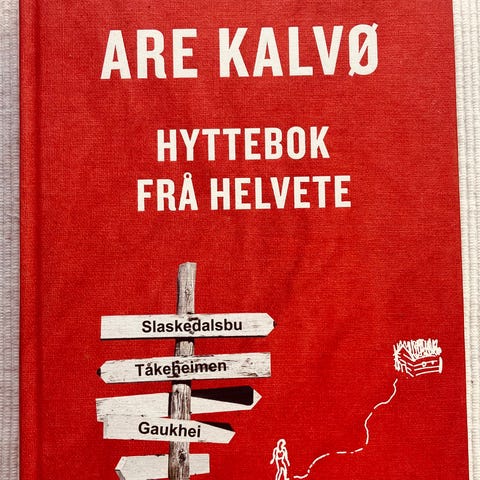 ARE KALVØ
HYTTEBOK
FRÅ HELVETE
Slaskedalsbu
Tåkeheimen
Gaukhei